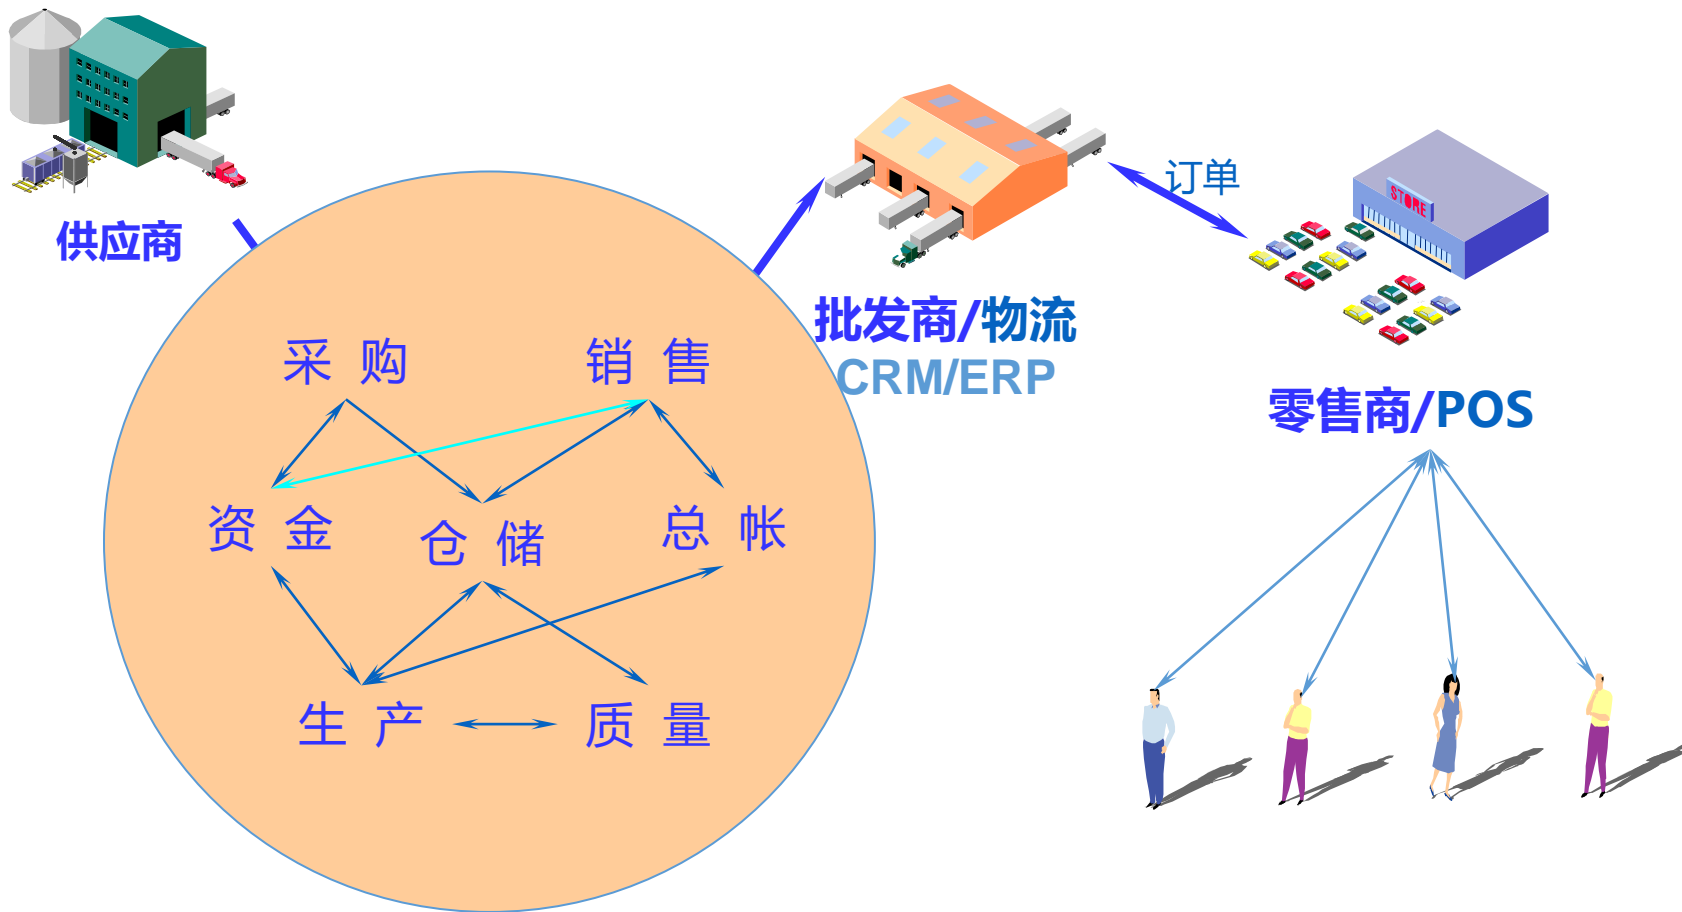 供应商
订单
STORE
批发商/物流
CRM/ERP
零售商/POS
采 购
销 售
资 金
仓 储
总 帐
生 产
质 量